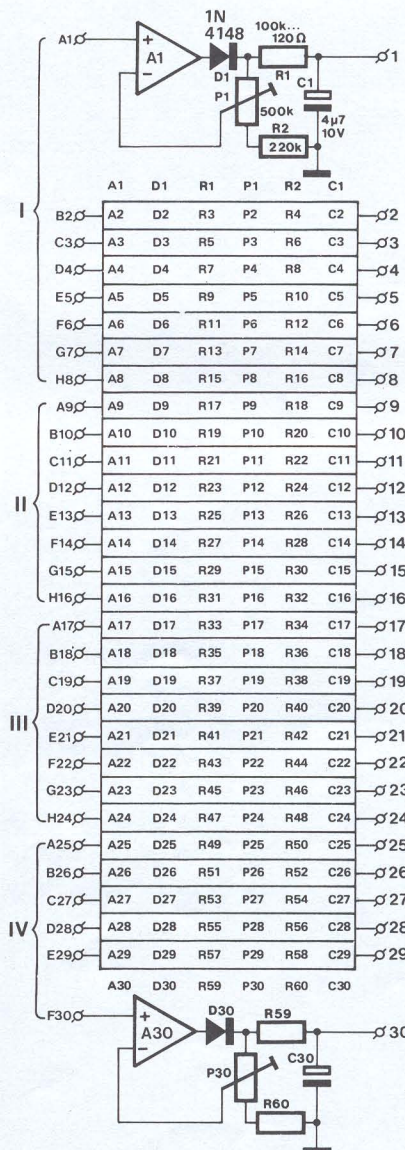 1N
4148
100k...
120Ω
A1
+
A1
−
D1
R1
C1
1
P1
500k
4µ7
10V
R2
220k
I
A1 D1 R1 P1 R2 C1
B2 A2 D2 R3 P2 R4 C2 2
C3 A3 D3 R5 P3 R6 C3 3
D4 A4 D4 R7 P4 R8 C4 4
E5 A5 D5 R9 P5 R10 C5 5
F6 A6 D6 R11 P6 R12 C6 6
G7 A7 D7 R13 P7 R14 C7 7
H8 A8 D8 R15 P8 R16 C8 8
II
A9 A9 D9 R17 P9 R18 C9 9
B10 A10 D10 R19 P10 R20 C10 10
C11 A11 D11 R21 P11 R22 C11 11
D12 A12 D12 R23 P12 R24 C12 12
E13 A13 D13 R25 P13 R26 C13 13
F14 A14 D14 R27 P14 R28 C14 14
G15 A15 D15 R29 P15 R30 C15 15
H16 A16 D16 R31 P16 R32 C16 16
III
A17 A17 D17 R33 P17 R34 C17 17
B18 A18 D18 R35 P18 R36 C18 18
C19 A19 D19 R37 P19 R38 C19 19
D20 A20 D20 R39 P20 R40 C20 20
E21 A21 D21 R41 P21 R42 C21 21
F22 A22 D22 R43 P22 R44 C22 22
G23 A23 D23 R45 P23 R46 C23 23
H24 A24 D24 R47 P24 R48 C24 24
IV
A25 A25 D25 R49 P25 R50 C25 25
B26 A26 D26 R51 P26 R52 C26 26
C27 A27 D27 R53 P27 R54 C27 27
D28 A28 D28 R55 P28 R56 C28 28
E29 A29 D29 R57 P29 R58 C29 29
A30 D30 R59 P30 R60 C30
F30
+
A30
−
D30
R59
30
P30
C30
R60